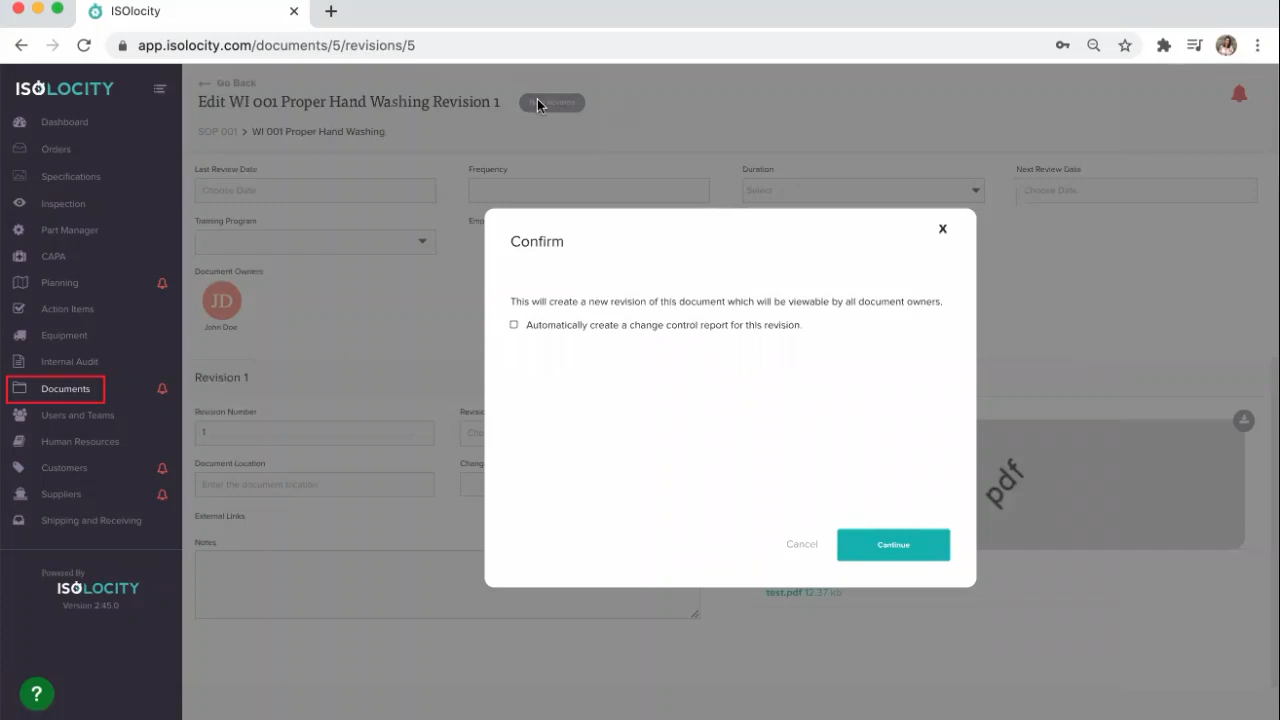 ISOlocity
app.isolocity.com/documents/5/revisions/5
ISOLOCITY
Dashboard
Orders
Specifications
Inspection
Part Manager
CAPA
Planning
Action Items
Equipment
Internal Audit
Documents
Users and Teams
Human Resources
Customers
Suppliers
Shipping and Receiving
Powered By
ISOLOCITY
Version 2.45.0
?
Go Back
Edit WI 001 Proper Hand Washing Revision 1
SOP 001 > WI 001 Proper Hand Washing
Last Review Date
Frequency
Duration
Next Review Date
Choose Date
Select
Choose Date
Training Program
Document Owners
JD
John Doe
Confirm
X
This will create a new revision of this document which will be viewable by all document owners.
Automatically create a change control report for this revision.
Cancel
Continue
Revision 1
Revision Number
1
Document Location
Enter the document location
External Links
Notes
pdf
test.pdf 12.37 kb